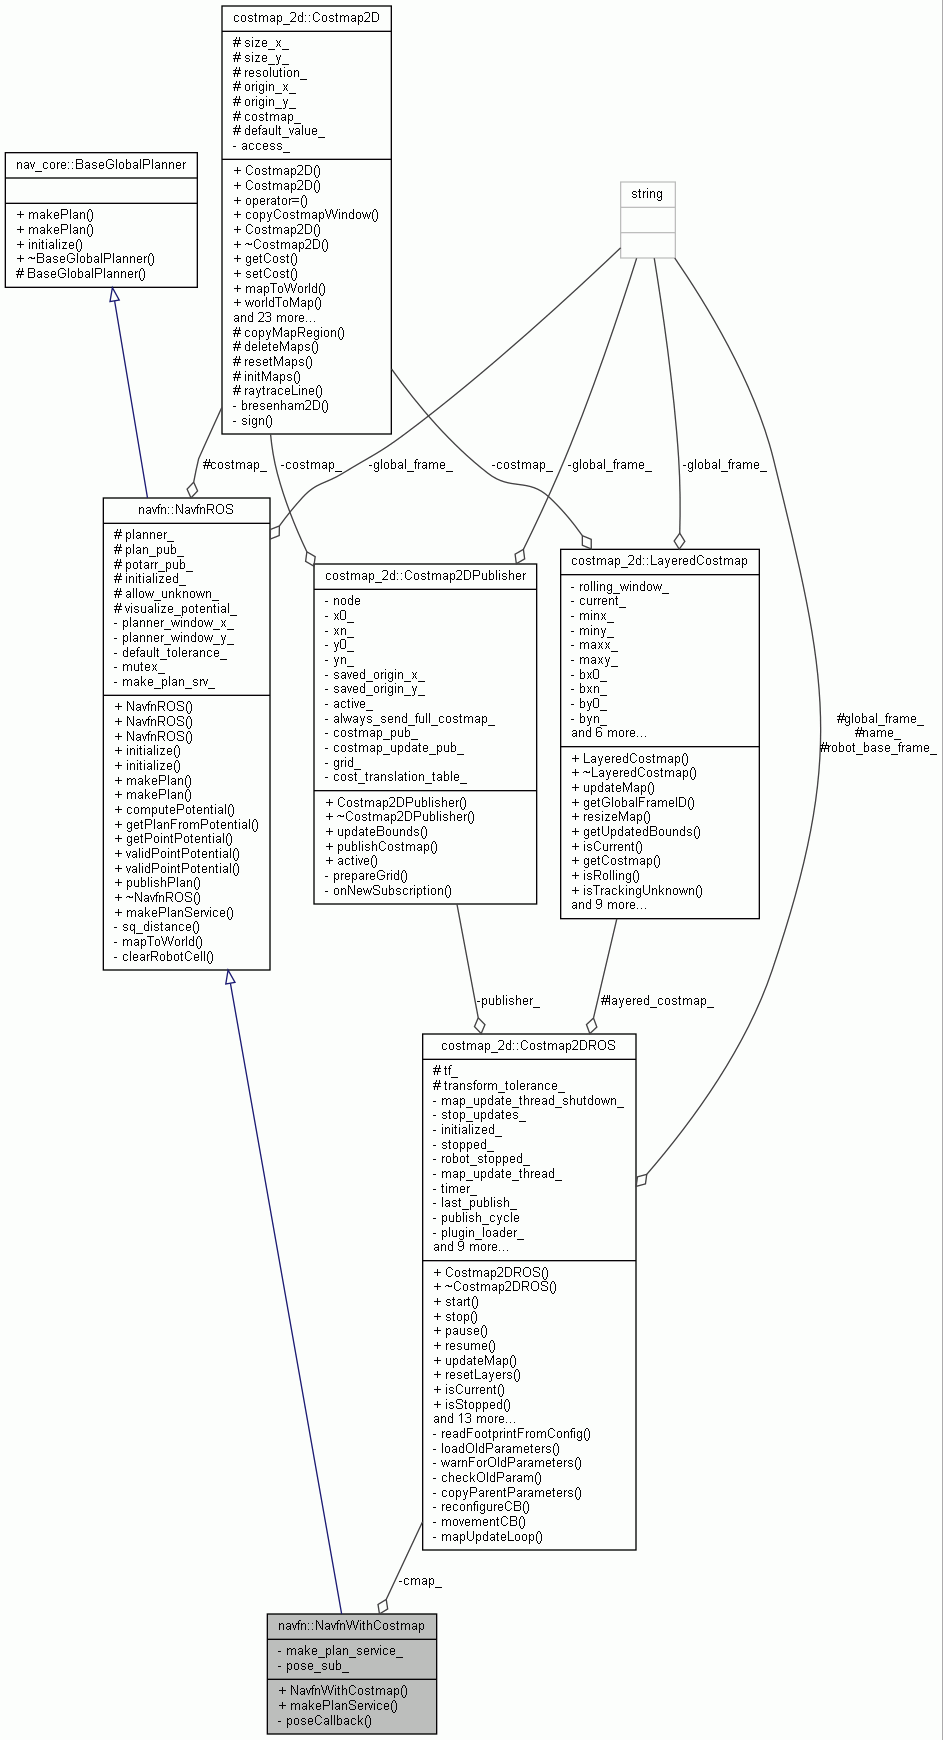 costmap_2d::Costmap2D
# size_x_
# size_y_
# resolution_
# origin_x_
# origin_y_
# costmap_
# default_value_
- access_
+ Costmap2D()
+ Costmap2D()
+ operator=()
+ copyCostmapWindow()
+ Costmap2D()
+ ~Costmap2D()
+ getCost()
+ setCost()
+ mapToWorld()
+ worldToMap()
and 23 more...
# copyMapRegion()
# deleteMaps()
# resetMaps()
# initMaps()
# raytraceLine()
- bresenham2D()
- sign()
nav_core::BaseGlobalPlanner
+ makePlan()
+ makePlan()
+ initialize()
+ ~BaseGlobalPlanner()
# BaseGlobalPlanner()
string
#costmap_
-costmap_
-global_frame_
-costmap_
-global_frame_
-global_frame_
navfn::NavfnROS
# planner_
# plan_pub_
# potarr_pub_
# initialized_
# allow_unknown_
# visualize_potential_
- planner_window_x_
- planner_window_y_
- default_tolerance_
- mutex_
- make_plan_srv_
+ NavfnROS()
+ NavfnROS()
+ NavfnROS()
+ initialize()
+ initialize()
+ makePlan()
+ makePlan()
+ computePotential()
+ getPlanFromPotential()
+ getPointPotential()
+ validPointPotential()
+ validPointPotential()
+ publishPlan()
+ ~NavfnROS()
+ makePlanService()
- sq_distance()
- mapToWorld()
- clearRobotCell()
costmap_2d::Costmap2DPublisher
- node
- x0_
- xn_
- y0_
- yn_
- saved_origin_x_
- saved_origin_y_
- active_
- always_send_full_costmap_
- costmap_pub_
- costmap_update_pub_
- grid_
- cost_translation_table_
+ Costmap2DPublisher()
+ ~Costmap2DPublisher()
+ updateBounds()
+ publishCostmap()
+ active()
- prepareGrid()
- onNewSubscription()
costmap_2d::LayeredCostmap
- rolling_window_
- current_
- minx_
- miny_
- maxx_
- maxy_
- bx0_
- bxn_
- by0_
- byn_
and 6 more...
+ LayeredCostmap()
+ ~LayeredCostmap()
+ updateMap()
+ getGlobalFrameID()
+ resizeMap()
+ getUpdatedBounds()
+ isCurrent()
+ getCostmap()
+ isRolling()
+ isTrackingUnknown()
and 9 more...
#global_frame_
#name_
#robot_base_frame_
-publisher_
#layered_costmap_
costmap_2d::Costmap2DROS
# tf_
# transform_tolerance_
- map_update_thread_shutdown_
- stop_updates_
- initialized_
- stopped_
- robot_stopped_
- map_update_thread_
- timer_
- last_publish_
- publish_cycle
- plugin_loader_
and 9 more...
+ Costmap2DROS()
+ ~Costmap2DROS()
+ start()
+ stop()
+ pause()
+ resume()
+ updateMap()
+ resetLayers()
+ isCurrent()
+ isStopped()
and 13 more...
- readFootprintFromConfig()
- loadOldParameters()
- warnForOldParameters()
- checkOldParam()
- copyParentParameters()
- reconfigureCB()
- movementCB()
- mapUpdateLoop()
-cmap_
navfn::NavfnWithCostmap
- make_plan_service_
- pose_sub_
+ NavfnWithCostmap()
+ makePlanService()
- poseCallback()